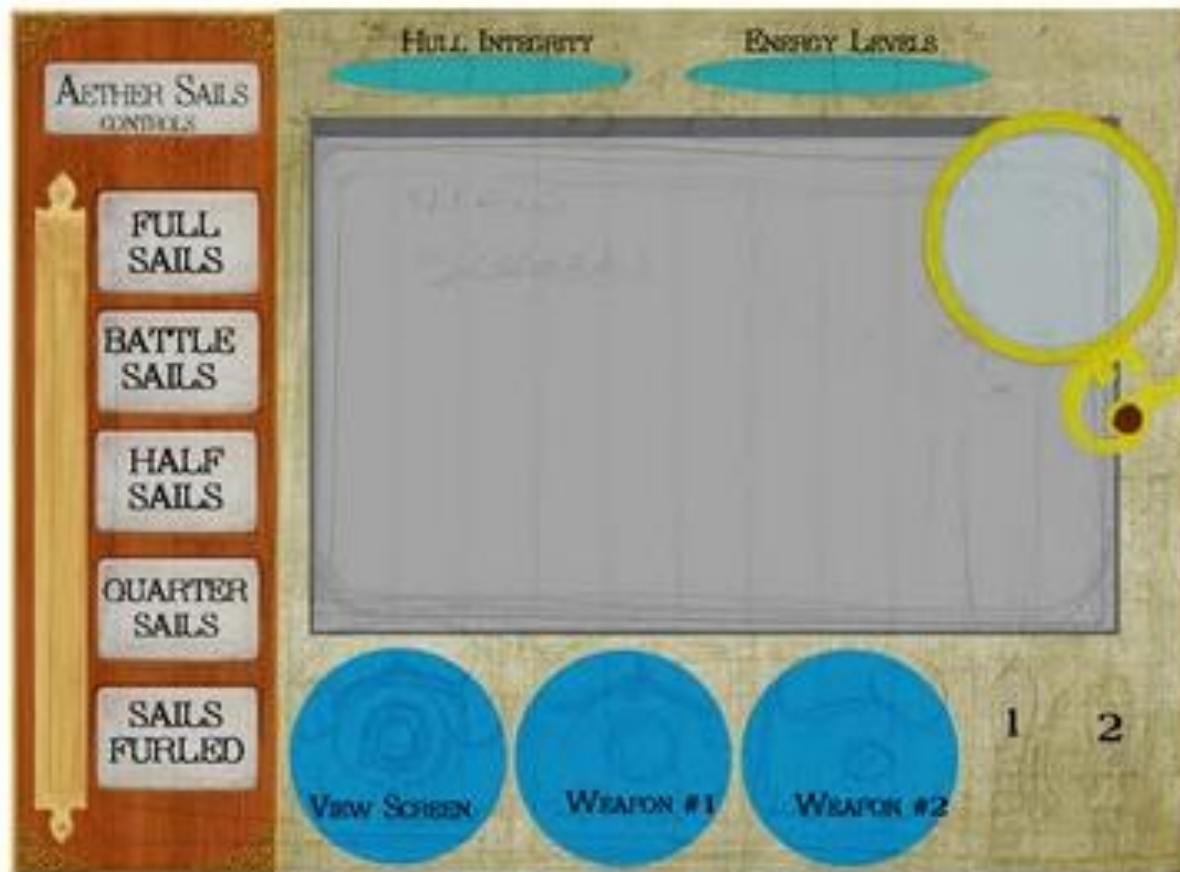 HULL INTEGRITY
ENERGY LEVELS
AETHER SAILS
CONTROLS
FULL
SAILS
BATTLE
SAILS
HALF
SAILS
QUARTER
SAILS
SAILS
FURLED
VIEW SCREEN
WEAPON #1
WEAPON #2
1
2